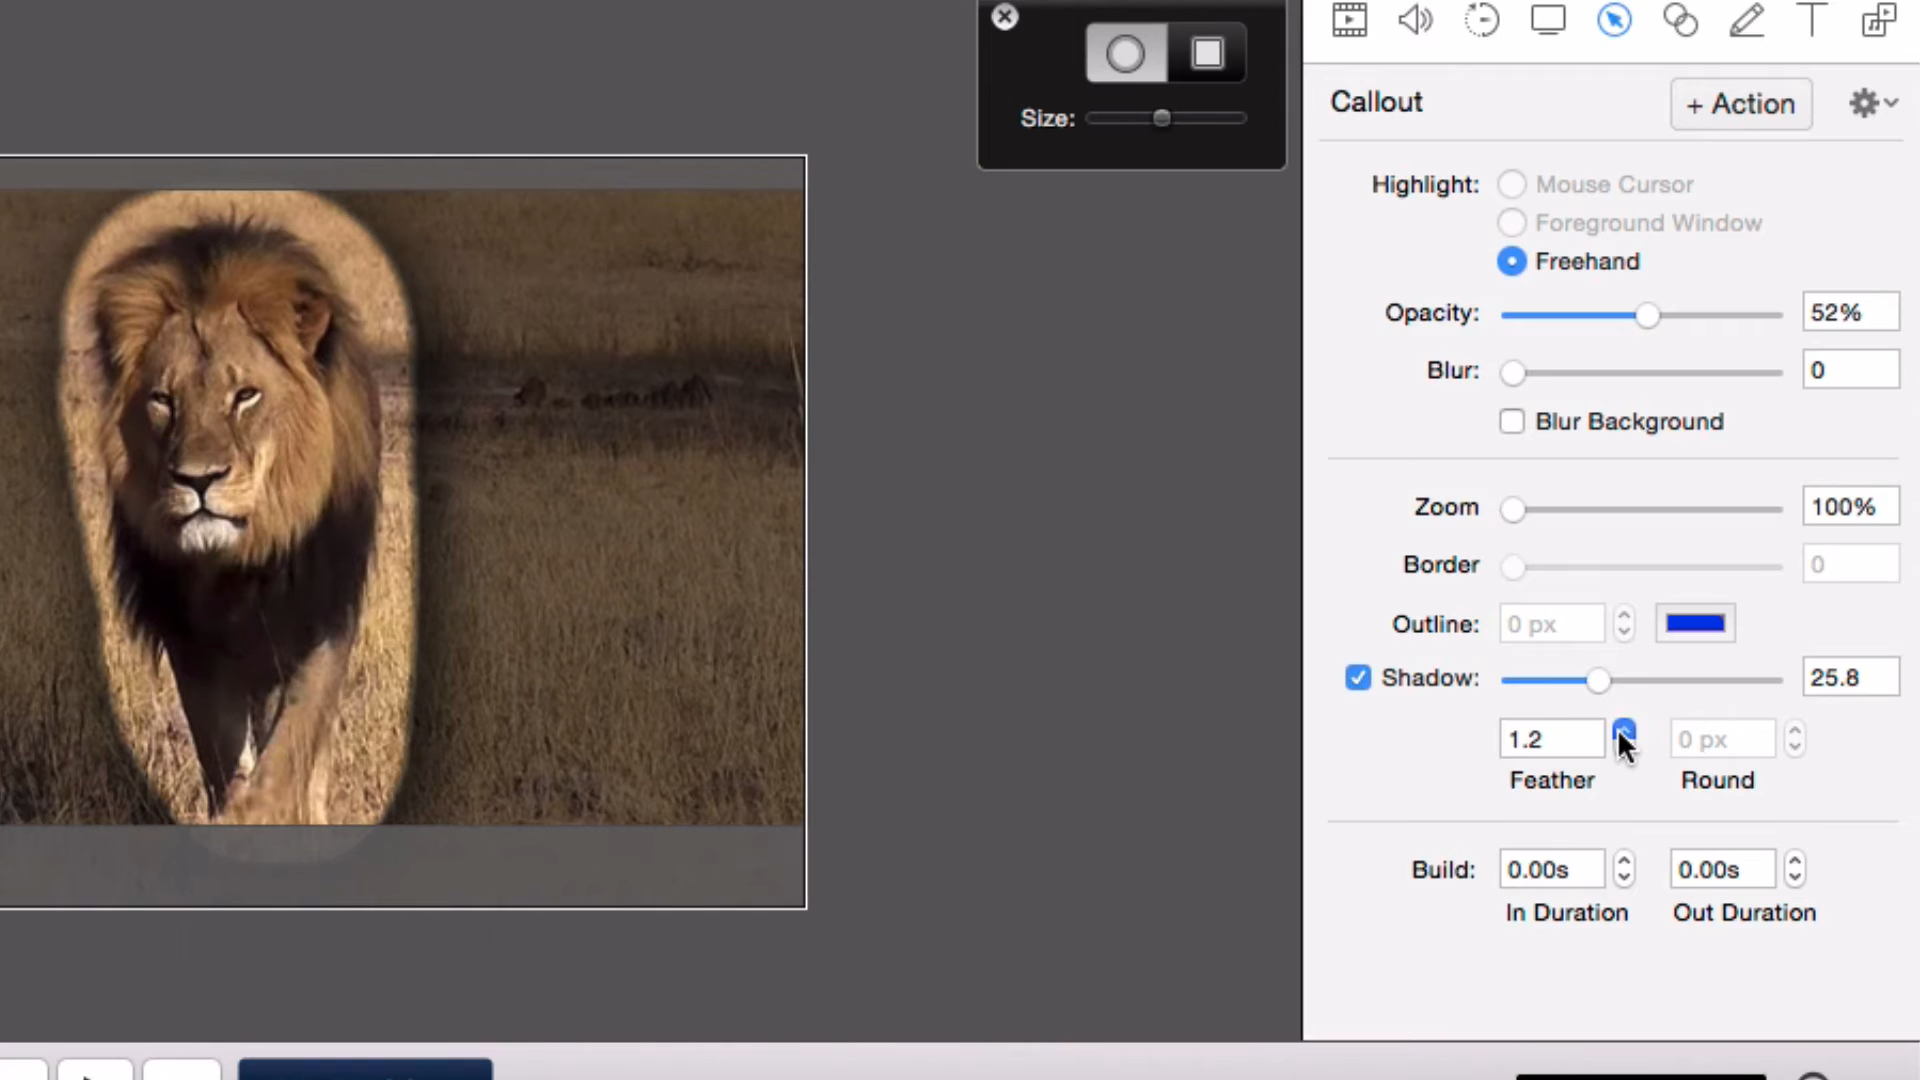 Size:
Callout
+ Action
Highlight:
Mouse Cursor
Foreground Window
Freehand
Opacity:
52%
Blur:
0
Blur Background
Zoom
100%
Border
0
Outline:
0 px
Shadow:
25.8
1.2
0 px
Feather
Round
Build:
0.00s
0.00s
In Duration
Out Duration